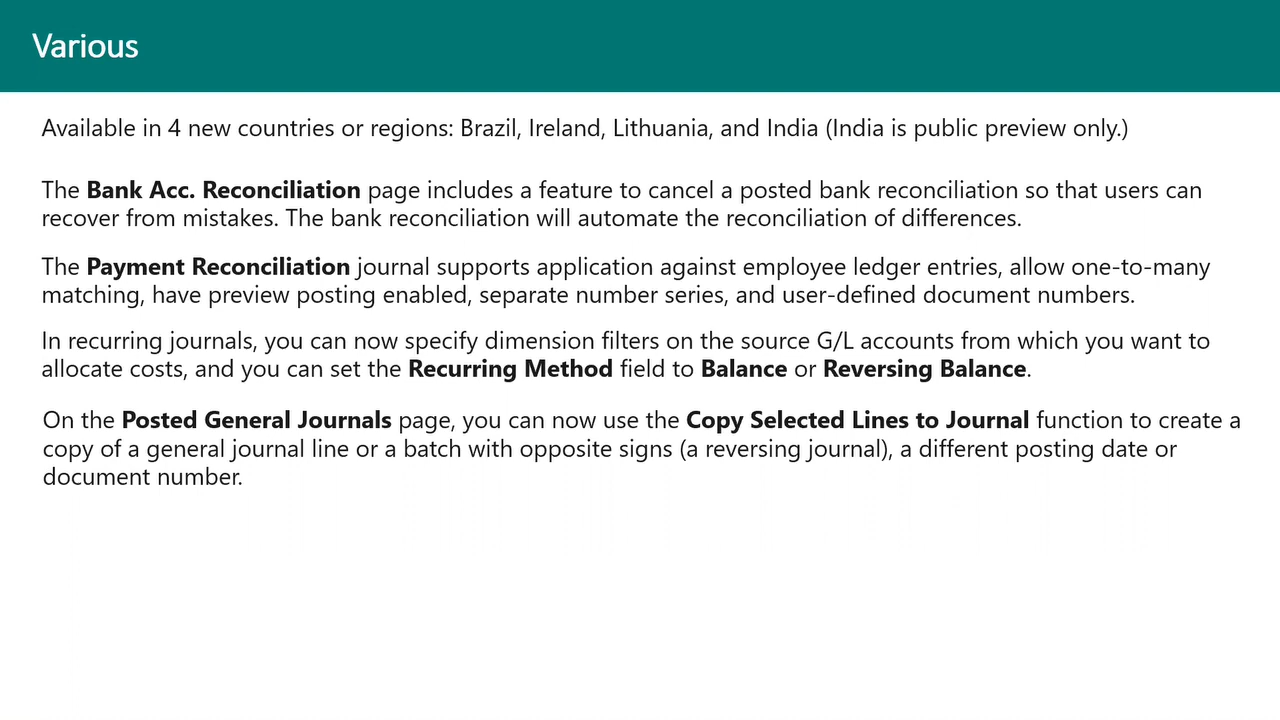 Various
Available in 4 new countries or regions: Brazil, Ireland, Lithuania, and India (India is public preview only.)
The Bank Acc. Reconciliation page includes a feature to cancel a posted bank reconciliation so that users can
recover from mistakes. The bank reconciliation will automate the reconciliation of differences.
The Payment Reconciliation journal supports application against employee ledger entries, allow one-to-many
matching, have preview posting enabled, separate number series, and user-defined document numbers.
In recurring journals, you can now specify dimension filters on the source G/L accounts from which you want to
allocate costs, and you can set the Recurring Method field to Balance or Reversing Balance.
On the Posted General Journals page, you can now use the Copy Selected Lines to Journal function to create a
copy of a general journal line or a batch with opposite signs (a reversing journal), a different posting date or
document number.